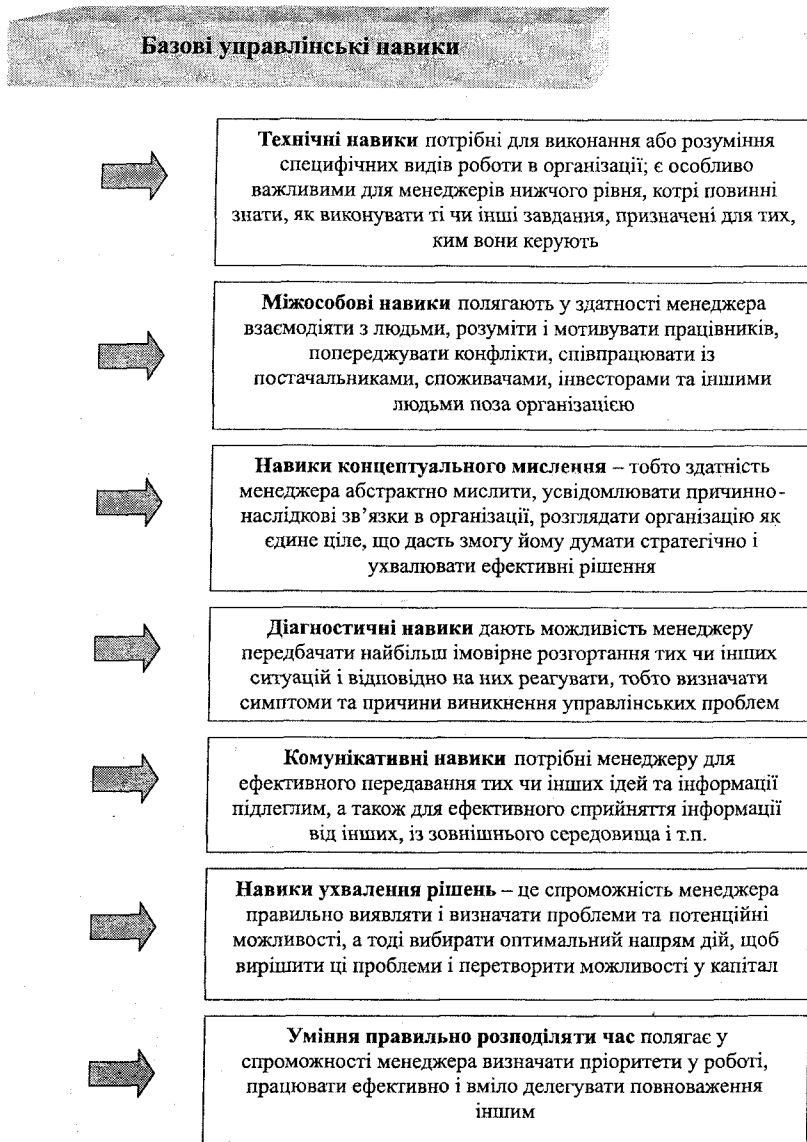 Базові управлінські навики
Технічні навики потрібні для виконання або розуміння
специфічних видів роботи в організації; є особливо
важливими для менеджерів нижчого рівня, котрі повинні
знати, як виконувати ті чи інші завдання, призначені для тих,
ким вони керують
Міжособові навики полягають у здатності менеджера
взаємодіяти з людьми, розуміти і мотивувати працівників,
попереджувати конфлікти, співпрацювати із
постачальниками, споживачами, інвесторами та іншими
людьми поза організацією
Навики концептуального мислення – тобто здатність
менеджера абстрактно мислити, усвідомлювати причинно-
наслідкові зв’язки в організації, розглядати організацію як
єдине ціле, що дасть змогу йому думати стратегічно і
ухвалювати ефективні рішення
Діагностичні навики дають можливість менеджеру
передбачати найбільш імовірне розгортання тих чи інших
ситуацій і відповідно на них реагувати, тобто визначати
симптоми та причини виникнення управлінських проблем
Комунікативні навики потрібні менеджеру для
ефективного передавання тих чи інших ідей та інформації
підлеглим, а також для ефективного сприйняття інформації
від інших, із зовнішнього середовища і т.п.
Навики ухвалення рішень – це спроможність менеджера
правильно виявляти і визначати проблеми та потенційні
можливості, а тоді вибирати оптимальний напрям дій, щоб
вирішити ці проблеми і перетворити можливості у капітал
Уміння правильно розподіляти час полягає у
спроможності менеджера визначати пріоритети у роботі,
працювати ефективно і вміло делегувати повноваження
іншим